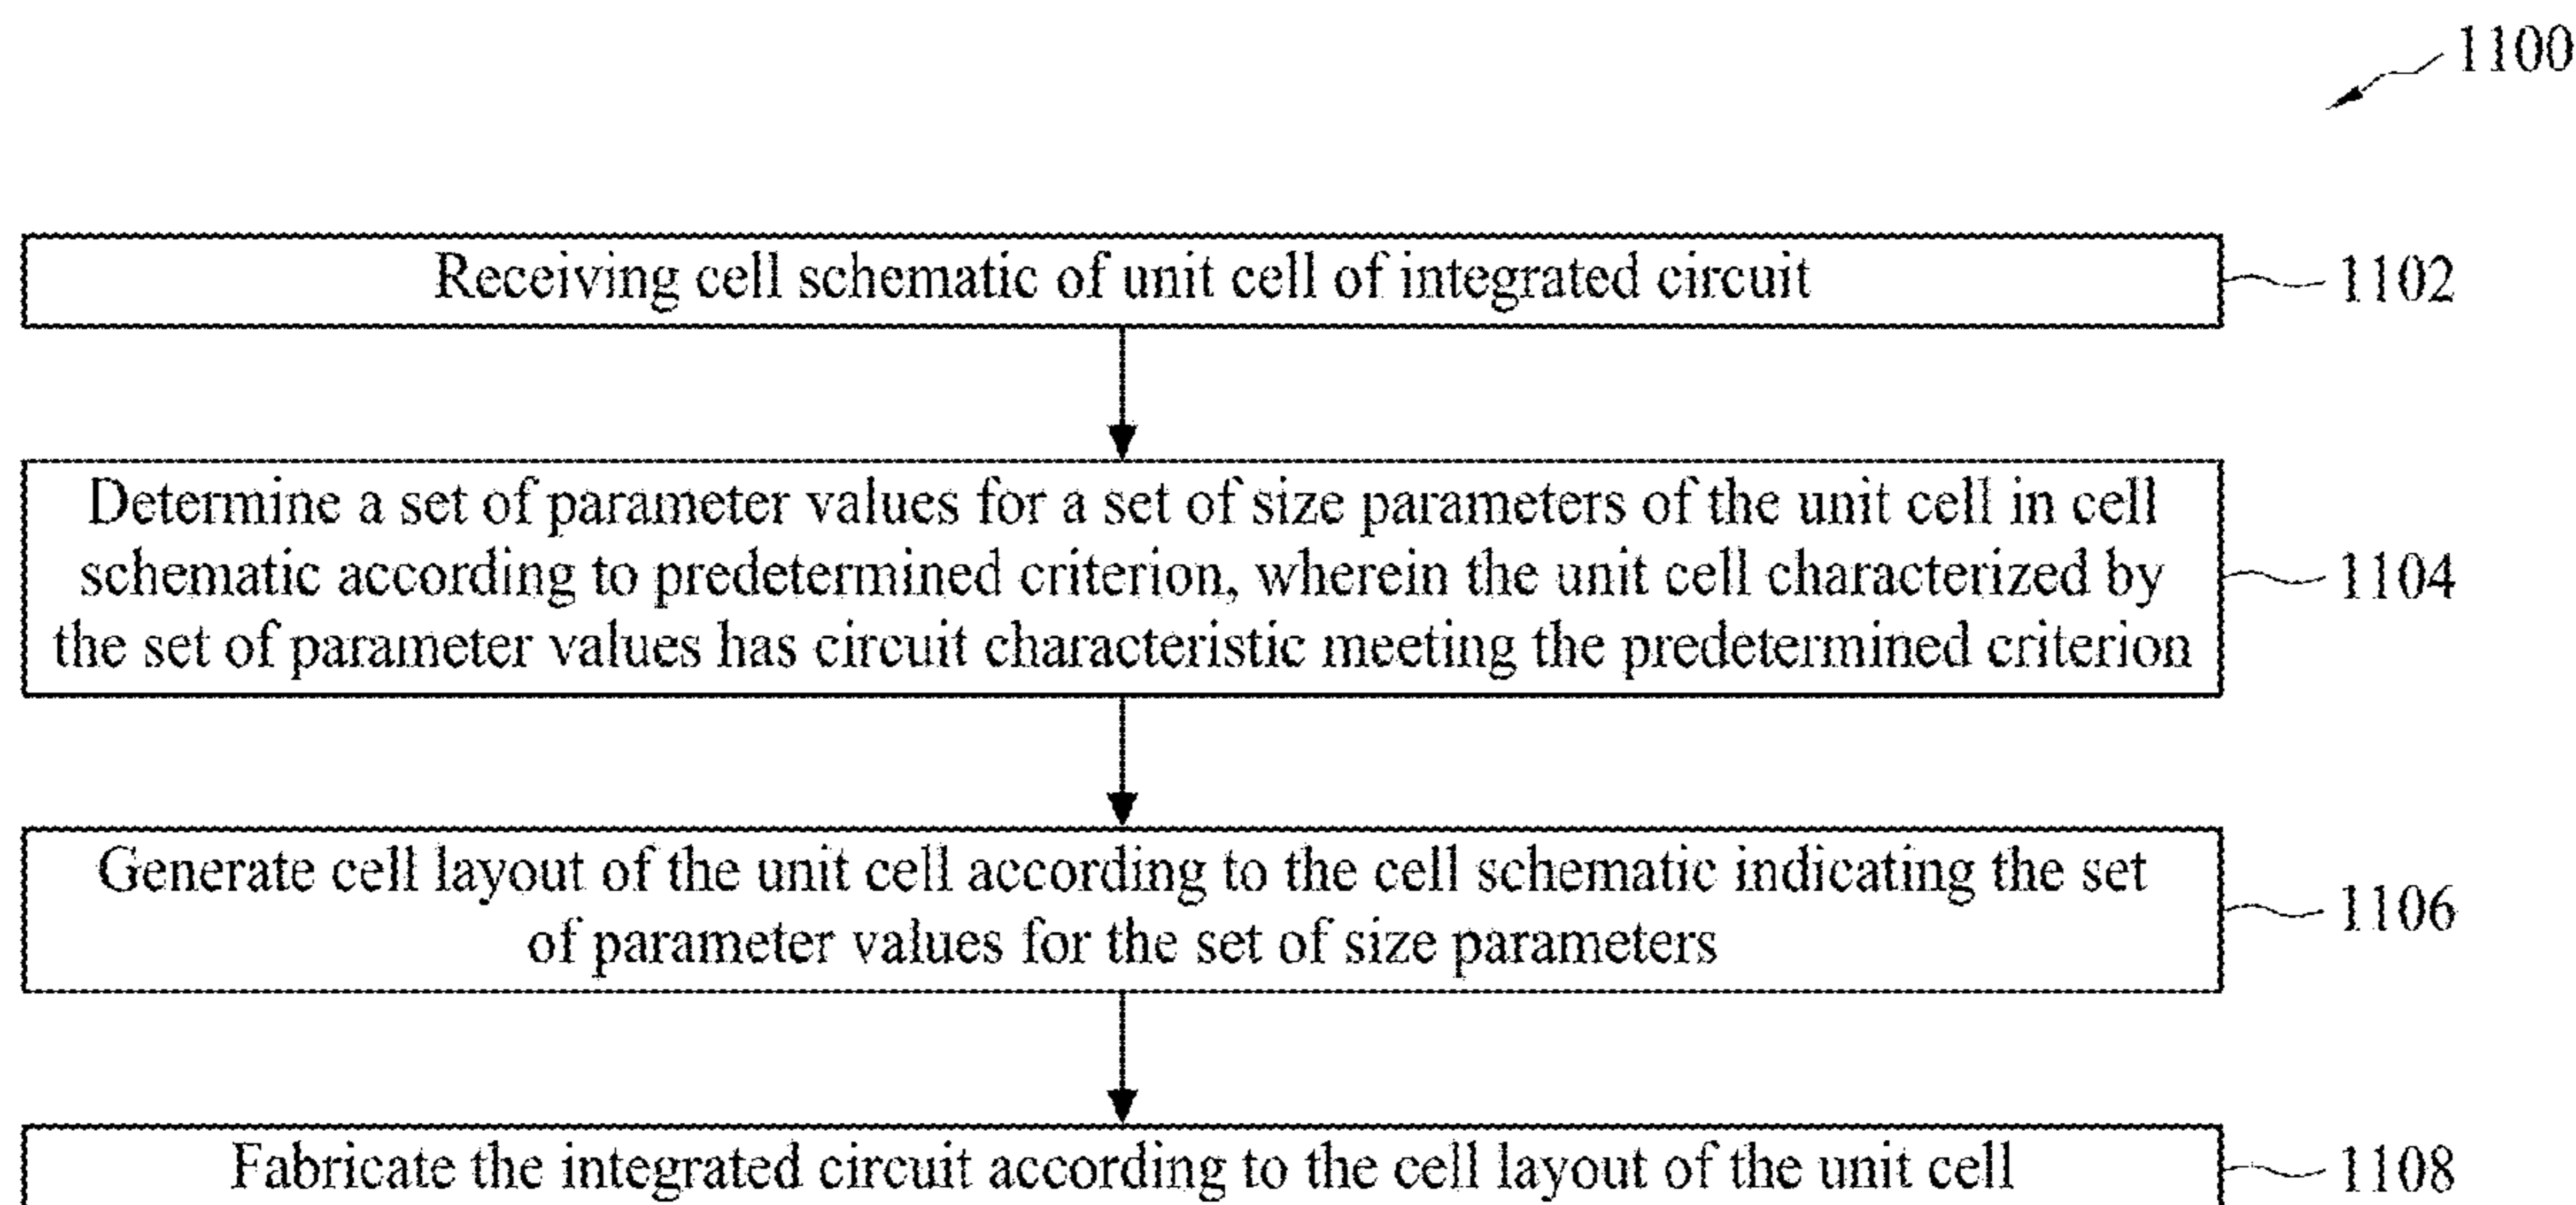 1100
Receiving cell schematic of unit cell of integrated circuit
1102
Determine a set of parameter values for a set of size parameters of the unit cell in cell
schematic according to predetermined criterion, wherein the unit cell characterized by
the set of parameter values has circuit characteristic meeting the predetermined criterion
1104
Generate cell layout of the unit cell according to the cell schematic indicating the set
of parameter values for the set of size parameters
1106
Fabricate the integrated circuit according to the cell layout of the unit cell
1108